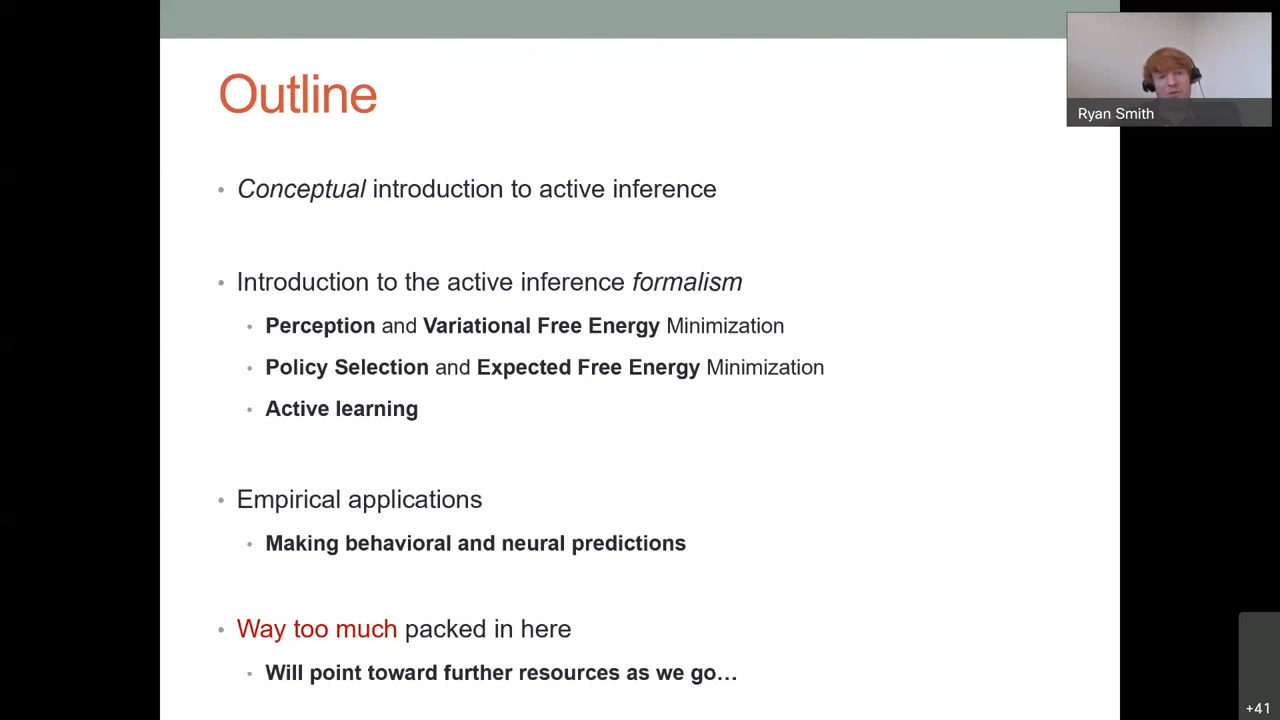 Outline
Ryan Smith
• Conceptual introduction to active inference
• Introduction to the active inference formalism
• Perception and Variational Free Energy Minimization
• Policy Selection and Expected Free Energy Minimization
• Active learning
• Empirical applications
• Making behavioral and neural predictions
• Way too much packed in here
• Will point toward further resources as we go…
+41